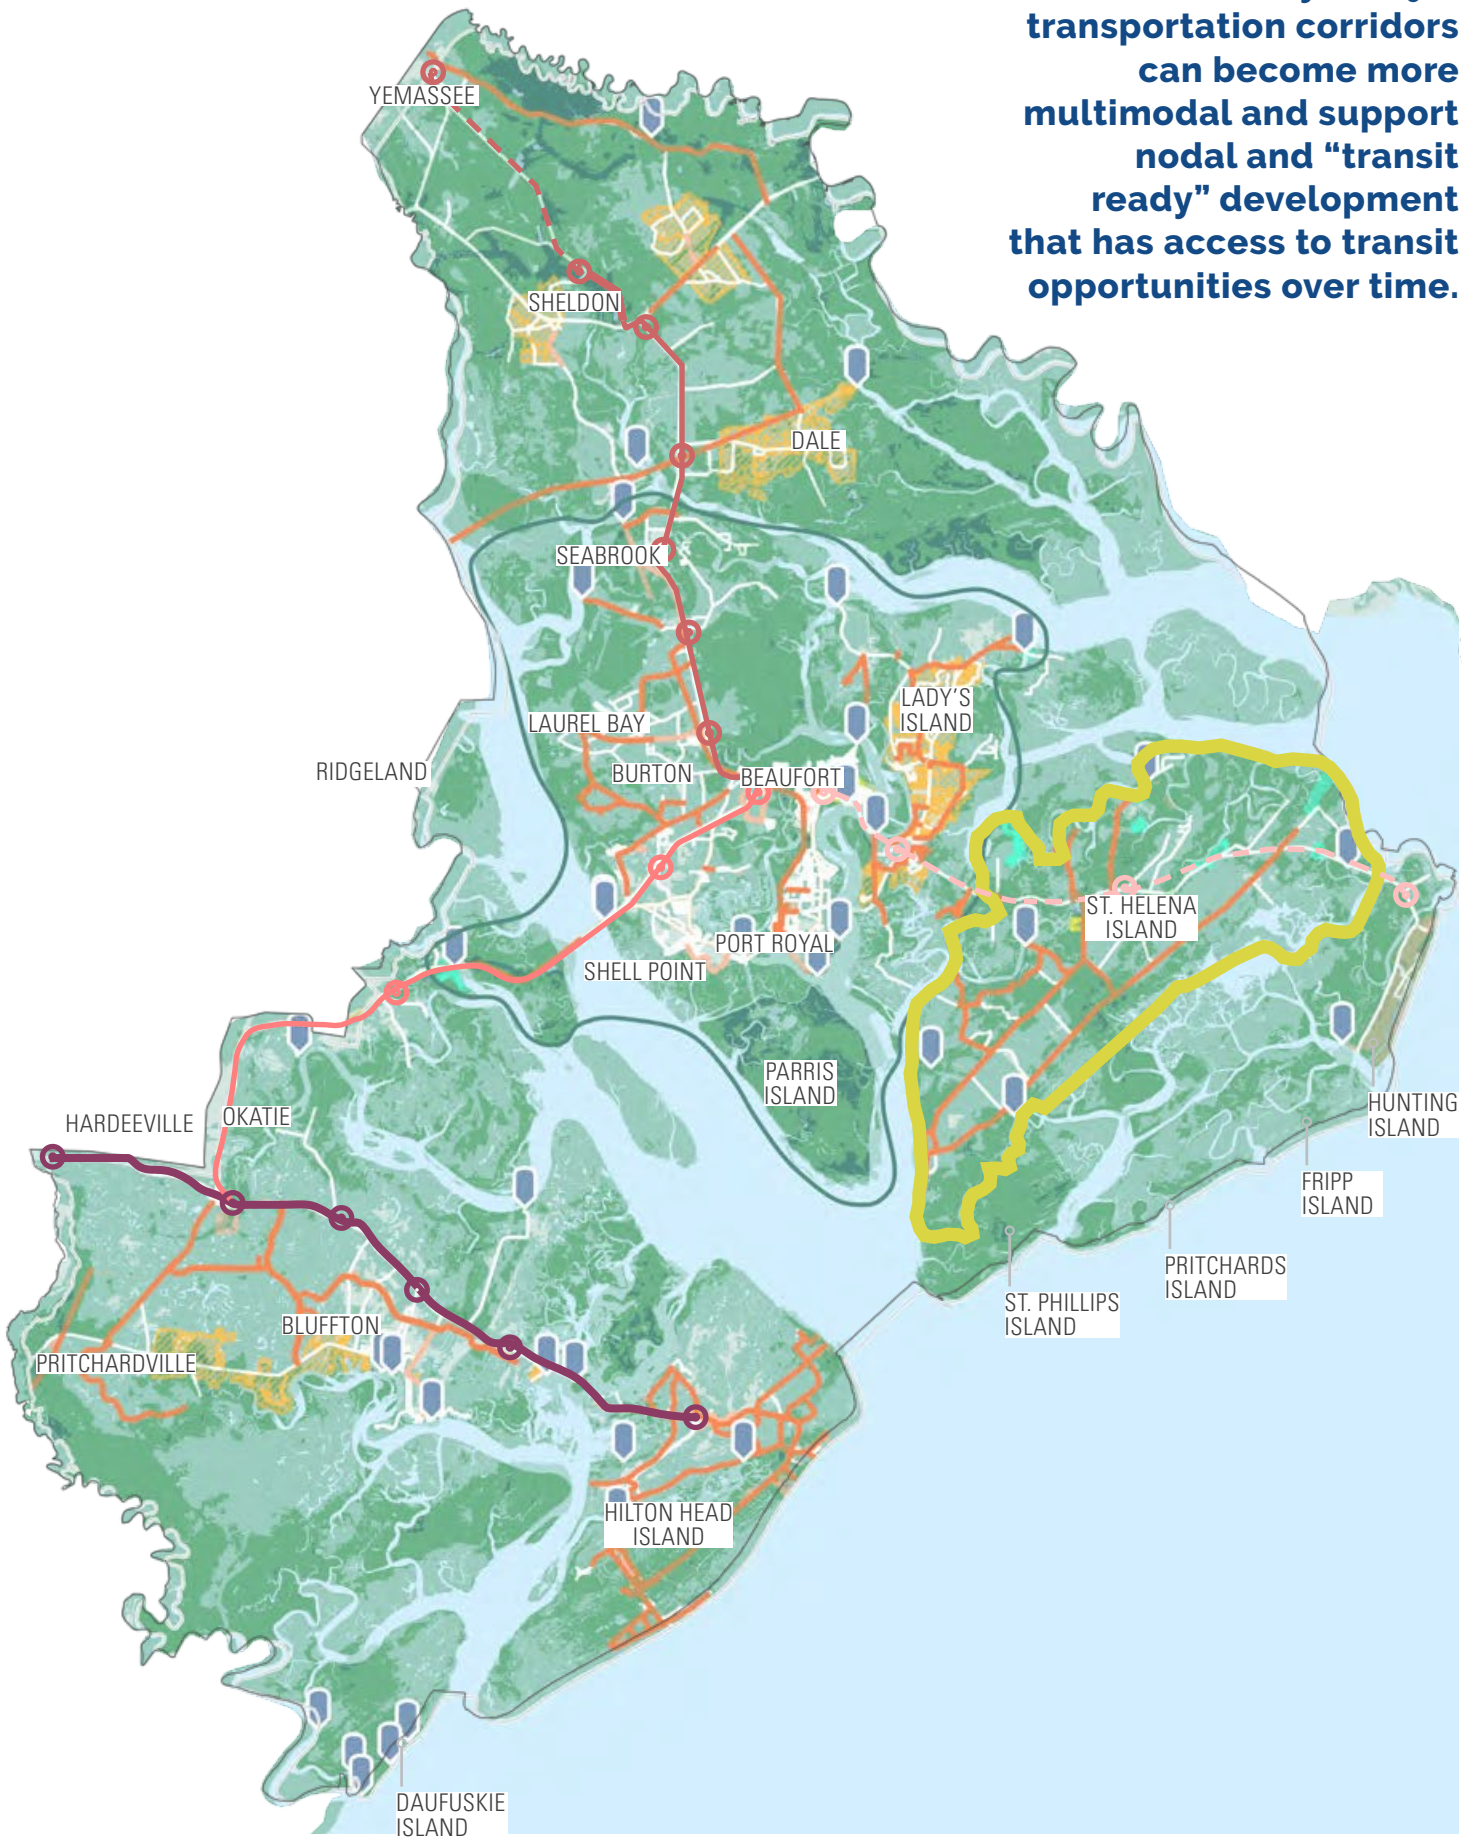 transportation corridors
can become more
multimodal and support
nodal and “transit
ready” development
that has access to transit
opportunities over time.
YEMASSEE
SHELDON
DALE
SEABROOK
LADY'S
ISLAND
LAUREL BAY
RIDGELAND
BURTON
BEAUFORT
ST. HELENA
ISLAND
PORT ROYAL
SHELL POINT
PARRIS
ISLAND
HUNTING
ISLAND
HARDEEVILLE
OKATIE
FRIPP
ISLAND
PRITCHARDS
ISLAND
ST. PHILLIPS
ISLAND
BLUFFTON
PRITCHARDVILLE
HILTON HEAD
ISLAND
DAUFUSKIE
ISLAND